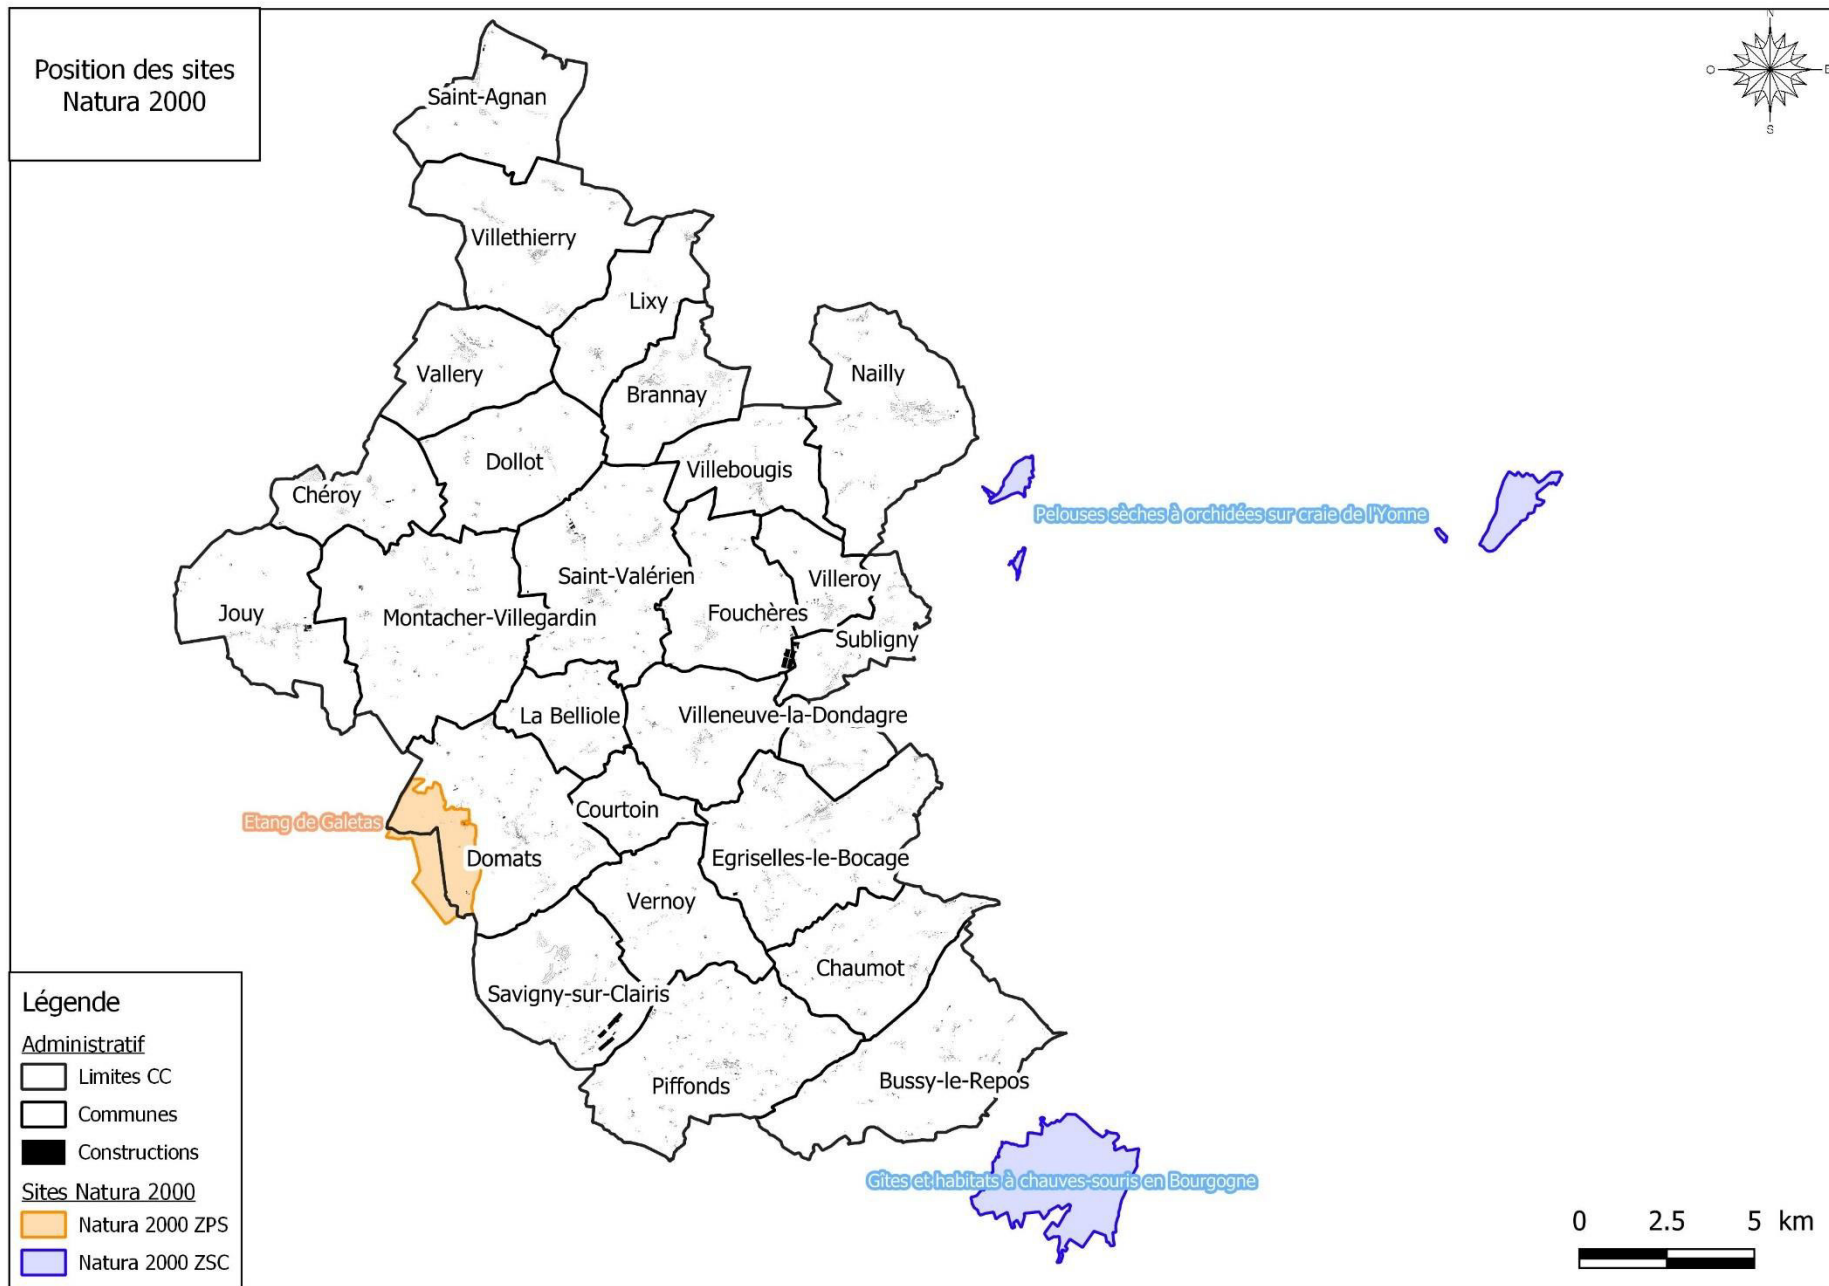 Position des sites
Natura 2000
N
O
E
S
Saint-Agnan
Villethierry
Lixy
Vallery
Nailly
Brannay
Dollot
Villebougis
Chéroy
Pelouses sèches à orchidées sur craie de l'Yonne
Saint-Valérien
Villeroy
Jouy
Montacher-Villegardin
Fouchères
Subligny
La Belliole
Villeneuve-la-Dondagre
Courtoin
Etang de Galetas
Domats
Egriselles-le-Bocage
Vernoy
Chaumot
Savigny-sur-Clairis
Piffonds
Bussy-le-Repos
Gîtes et habitats à chauves-souris en Bourgogne
Légende
Administratif
Limites CC
Communes
Constructions
Sites Natura 2000
Natura 2000 ZPS
Natura 2000 ZSC
0 2.5 5 km